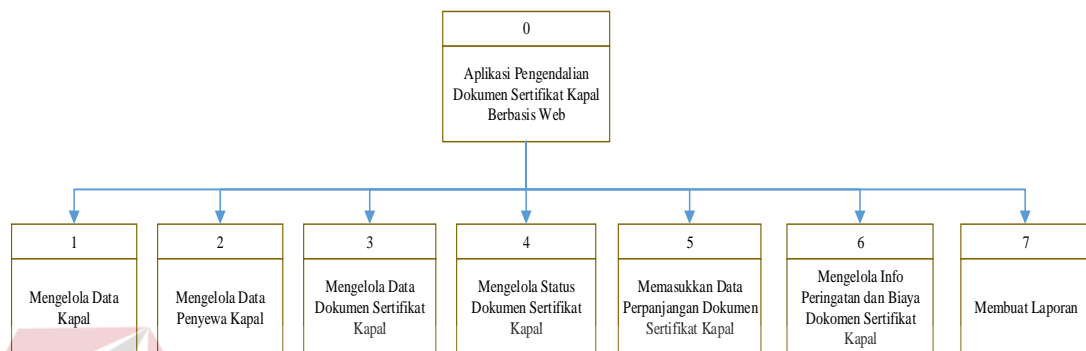 0
Aplikasi Pengendalian
Dokumen Sertifikat Kapal
Berbasis Web
1
Mengelola Data
Kapal
2
Mengelola Data
Penyewa Kapal
3
Mengelola Data
Dokumen Sertifikat
Kapal
4
Mengelola Status
Dokumen Sertifikat
Kapal
5
Memasukkan Data
Perpanjangan Dokumen
Sertifikat Kapal
6
Mengelola Info
Peringatan dan Biaya
Dokomen Sertifikat
Kapal
7
Membuat Laporan